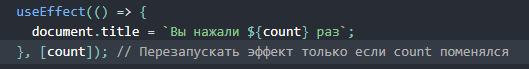 useEffect(() => {
  document.title = `Вы нажали ${count} раз`;
}, [count]); // Перезапускать эффект только если count поменялся